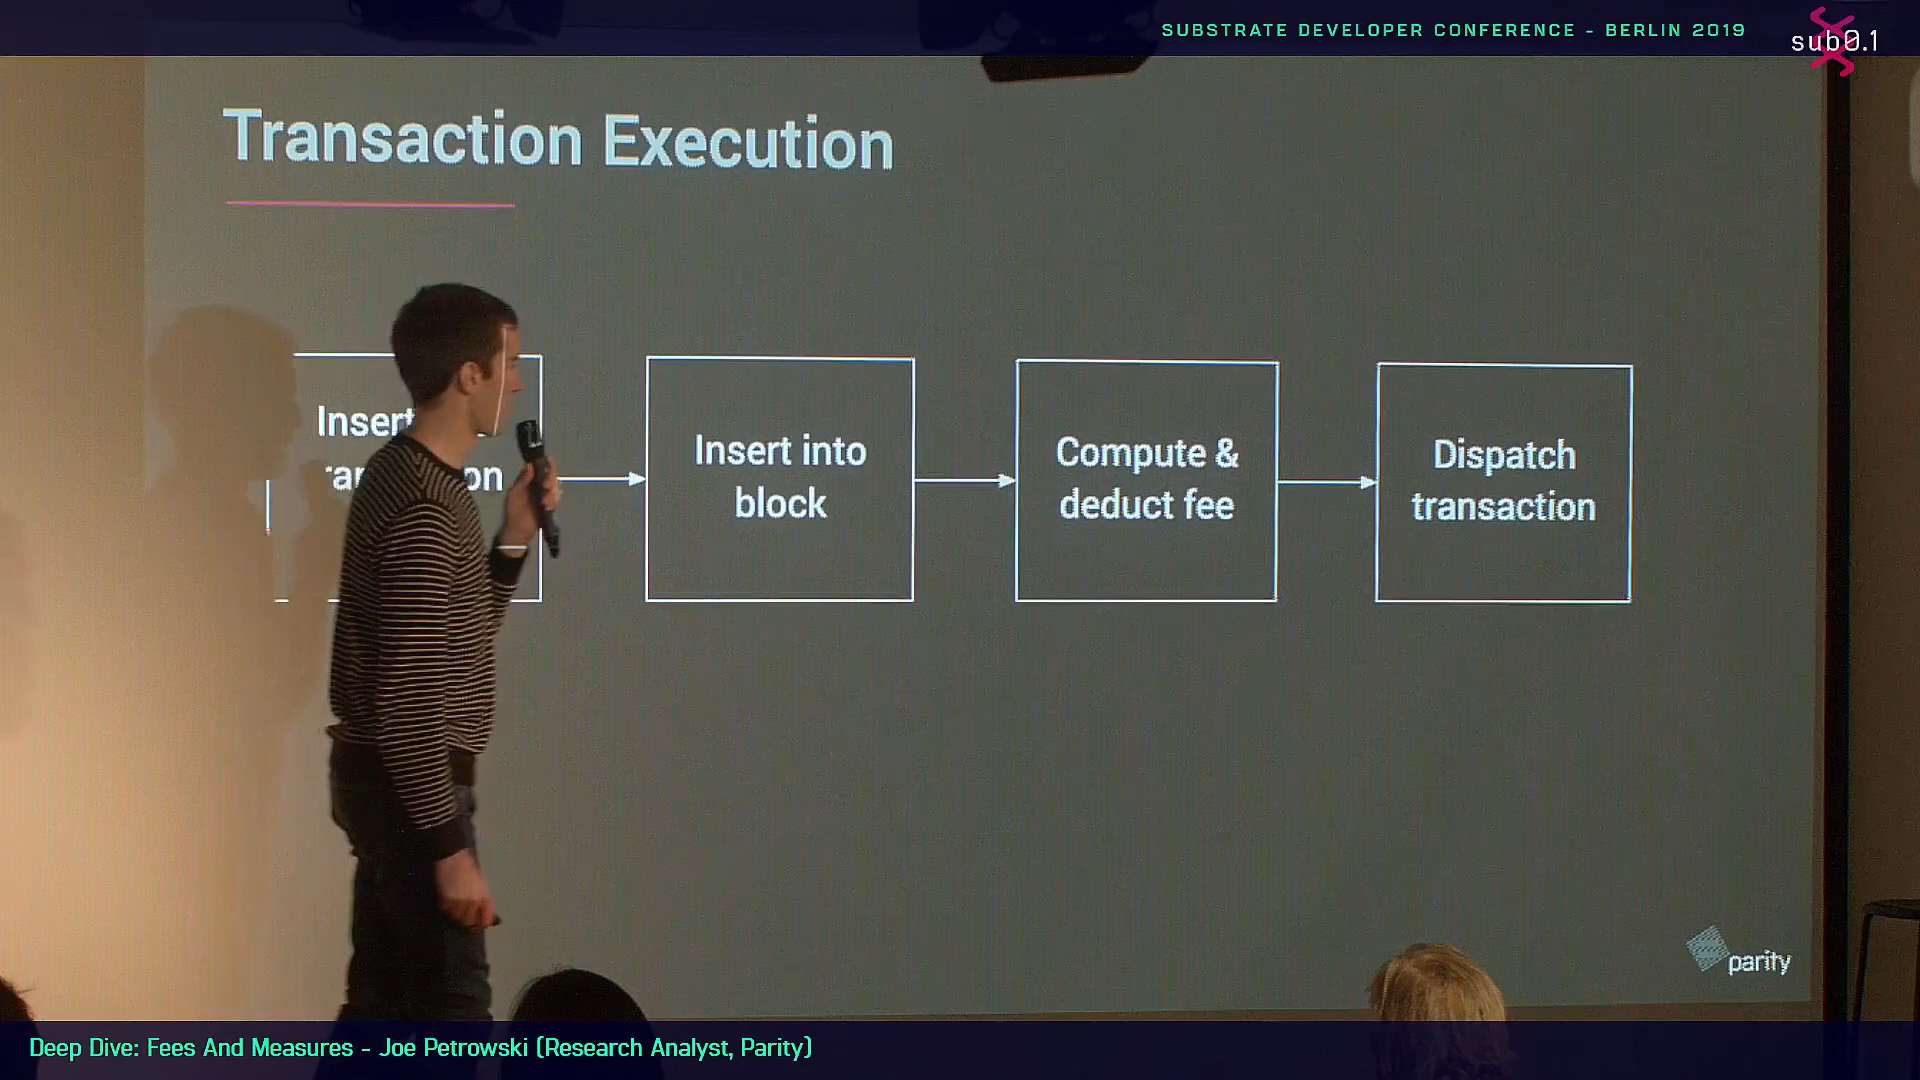 SUBSTRATE DEVELOPER CONFERENCE - BERLIN 2019
sub0.1
Transaction Execution
Insert into
block
Compute &
deduct fee
Dispatch
transaction
parity
Deep Dive: Fees And Measures - Joe Petrowski (Research Analyst, Parity)